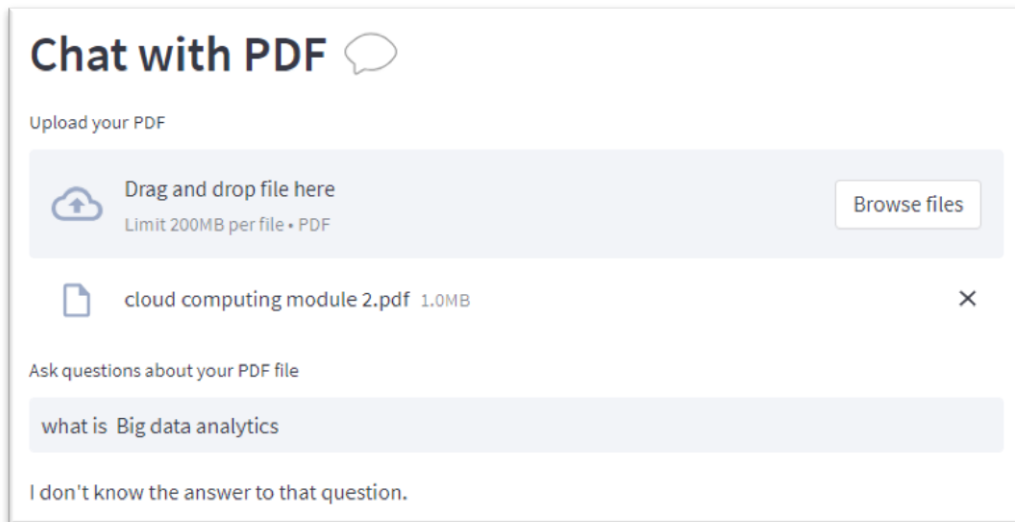 Chat with PDF
Upload your PDF
Drag and drop file here
Limit 200MB per file • PDF
Browse files
cloud computing module 2.pdf 1.0MB
Ask questions about your PDF file
what is Big data analytics
I don't know the answer to that question.